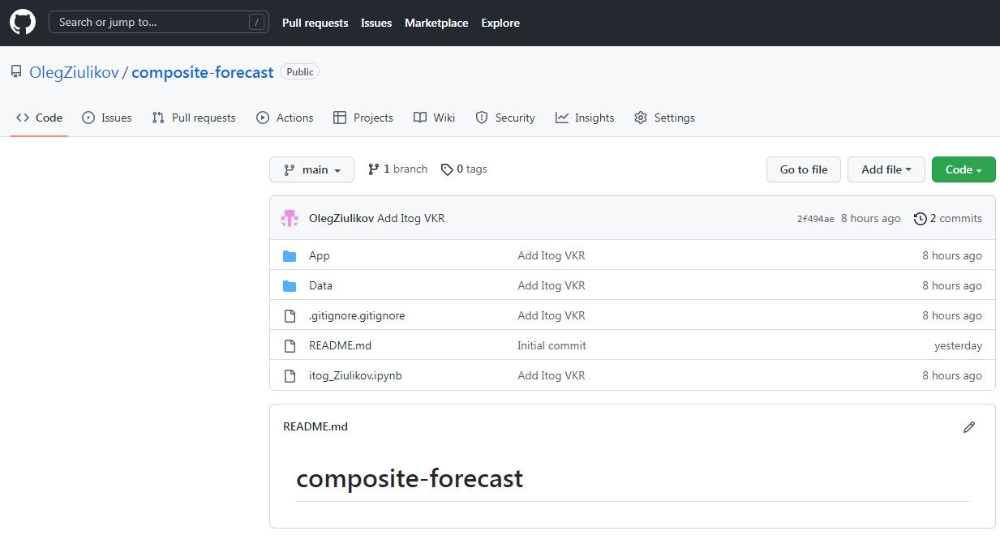 Search or jump to... / Pull requests Issues Marketplace Explore
OlegZiulikov / composite-forecast Public
Code Issues Pull requests Actions Projects Wiki Security Insights Settings
main 1 branch 0 tags Go to file Add file Code
OlegZiulikov Add Itog VKR 2f494ae 8 hours ago 2 commits
App Add Itog VKR 8 hours ago
Data Add Itog VKR 8 hours ago
.gitignore.gitignore Add Itog VKR 8 hours ago
README.md Initial commit yesterday
itog_Ziulikov.ipynb Add Itog VKR 8 hours ago
README.md
composite-forecast